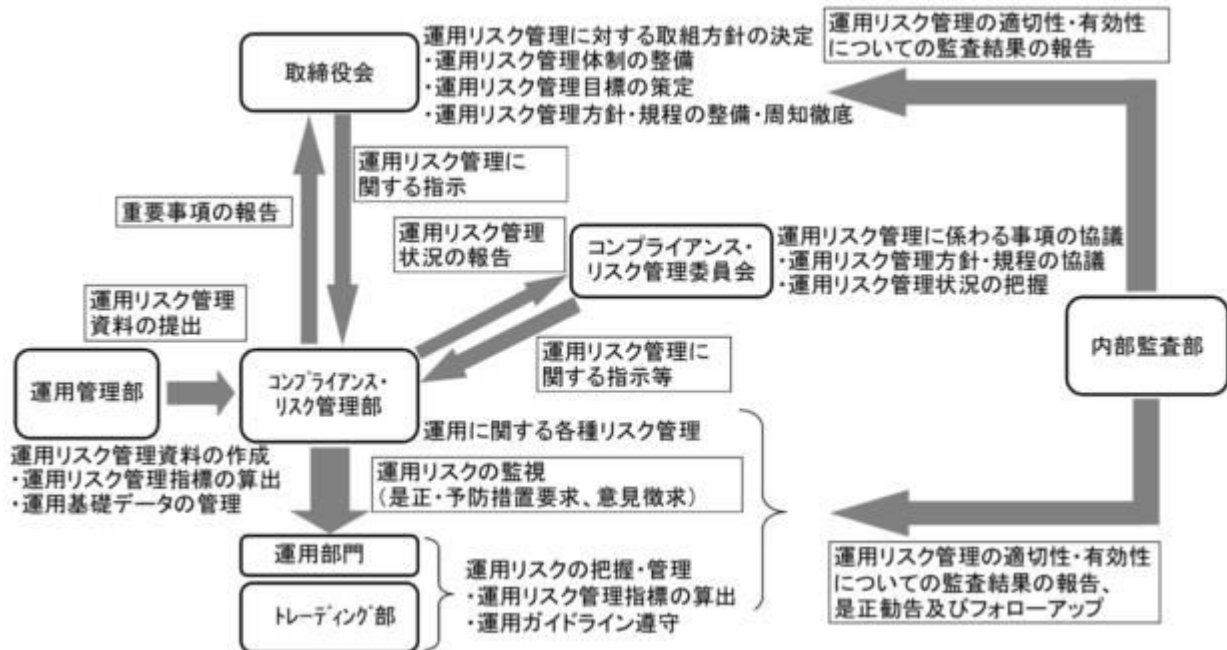 取締役会
運用リスク管理に対する取組方針の決定
・運用リスク管理体制の整備
・運用リスク管理目標の策定
・運用リスク管理方針・規程の整備・周知徹底
運用リスク管理の適切性・有効性
についての監査結果の報告
運用リスク管理に
関する指示
重要事項の報告
運用リスク管理
状況の報告
コンプライアンス・
リスク管理委員会
運用リスク管理に係わる事項の協議
・運用リスク管理方針・規程の協議
・運用リスク管理状況の把握
運用リスク管理
資料の提出
運用リスク管理に
関する指示等
内部監査部
運用管理部
コンプライアンス・
リスク管理部
運用に関する各種リスク管理
運用リスク管理資料の作成
・運用リスク管理指標の算出
・運用基礎データの管理
運用リスクの監視
（是正・予防措置要求、意見徴求）
運用部門
トレーディング部
運用リスクの把握・管理
・運用リスク管理指標の算出
・運用ガイドライン遵守
運用リスク管理の適切性・有効性
についての監査結果の報告、
是正勧告及びフォローアップ